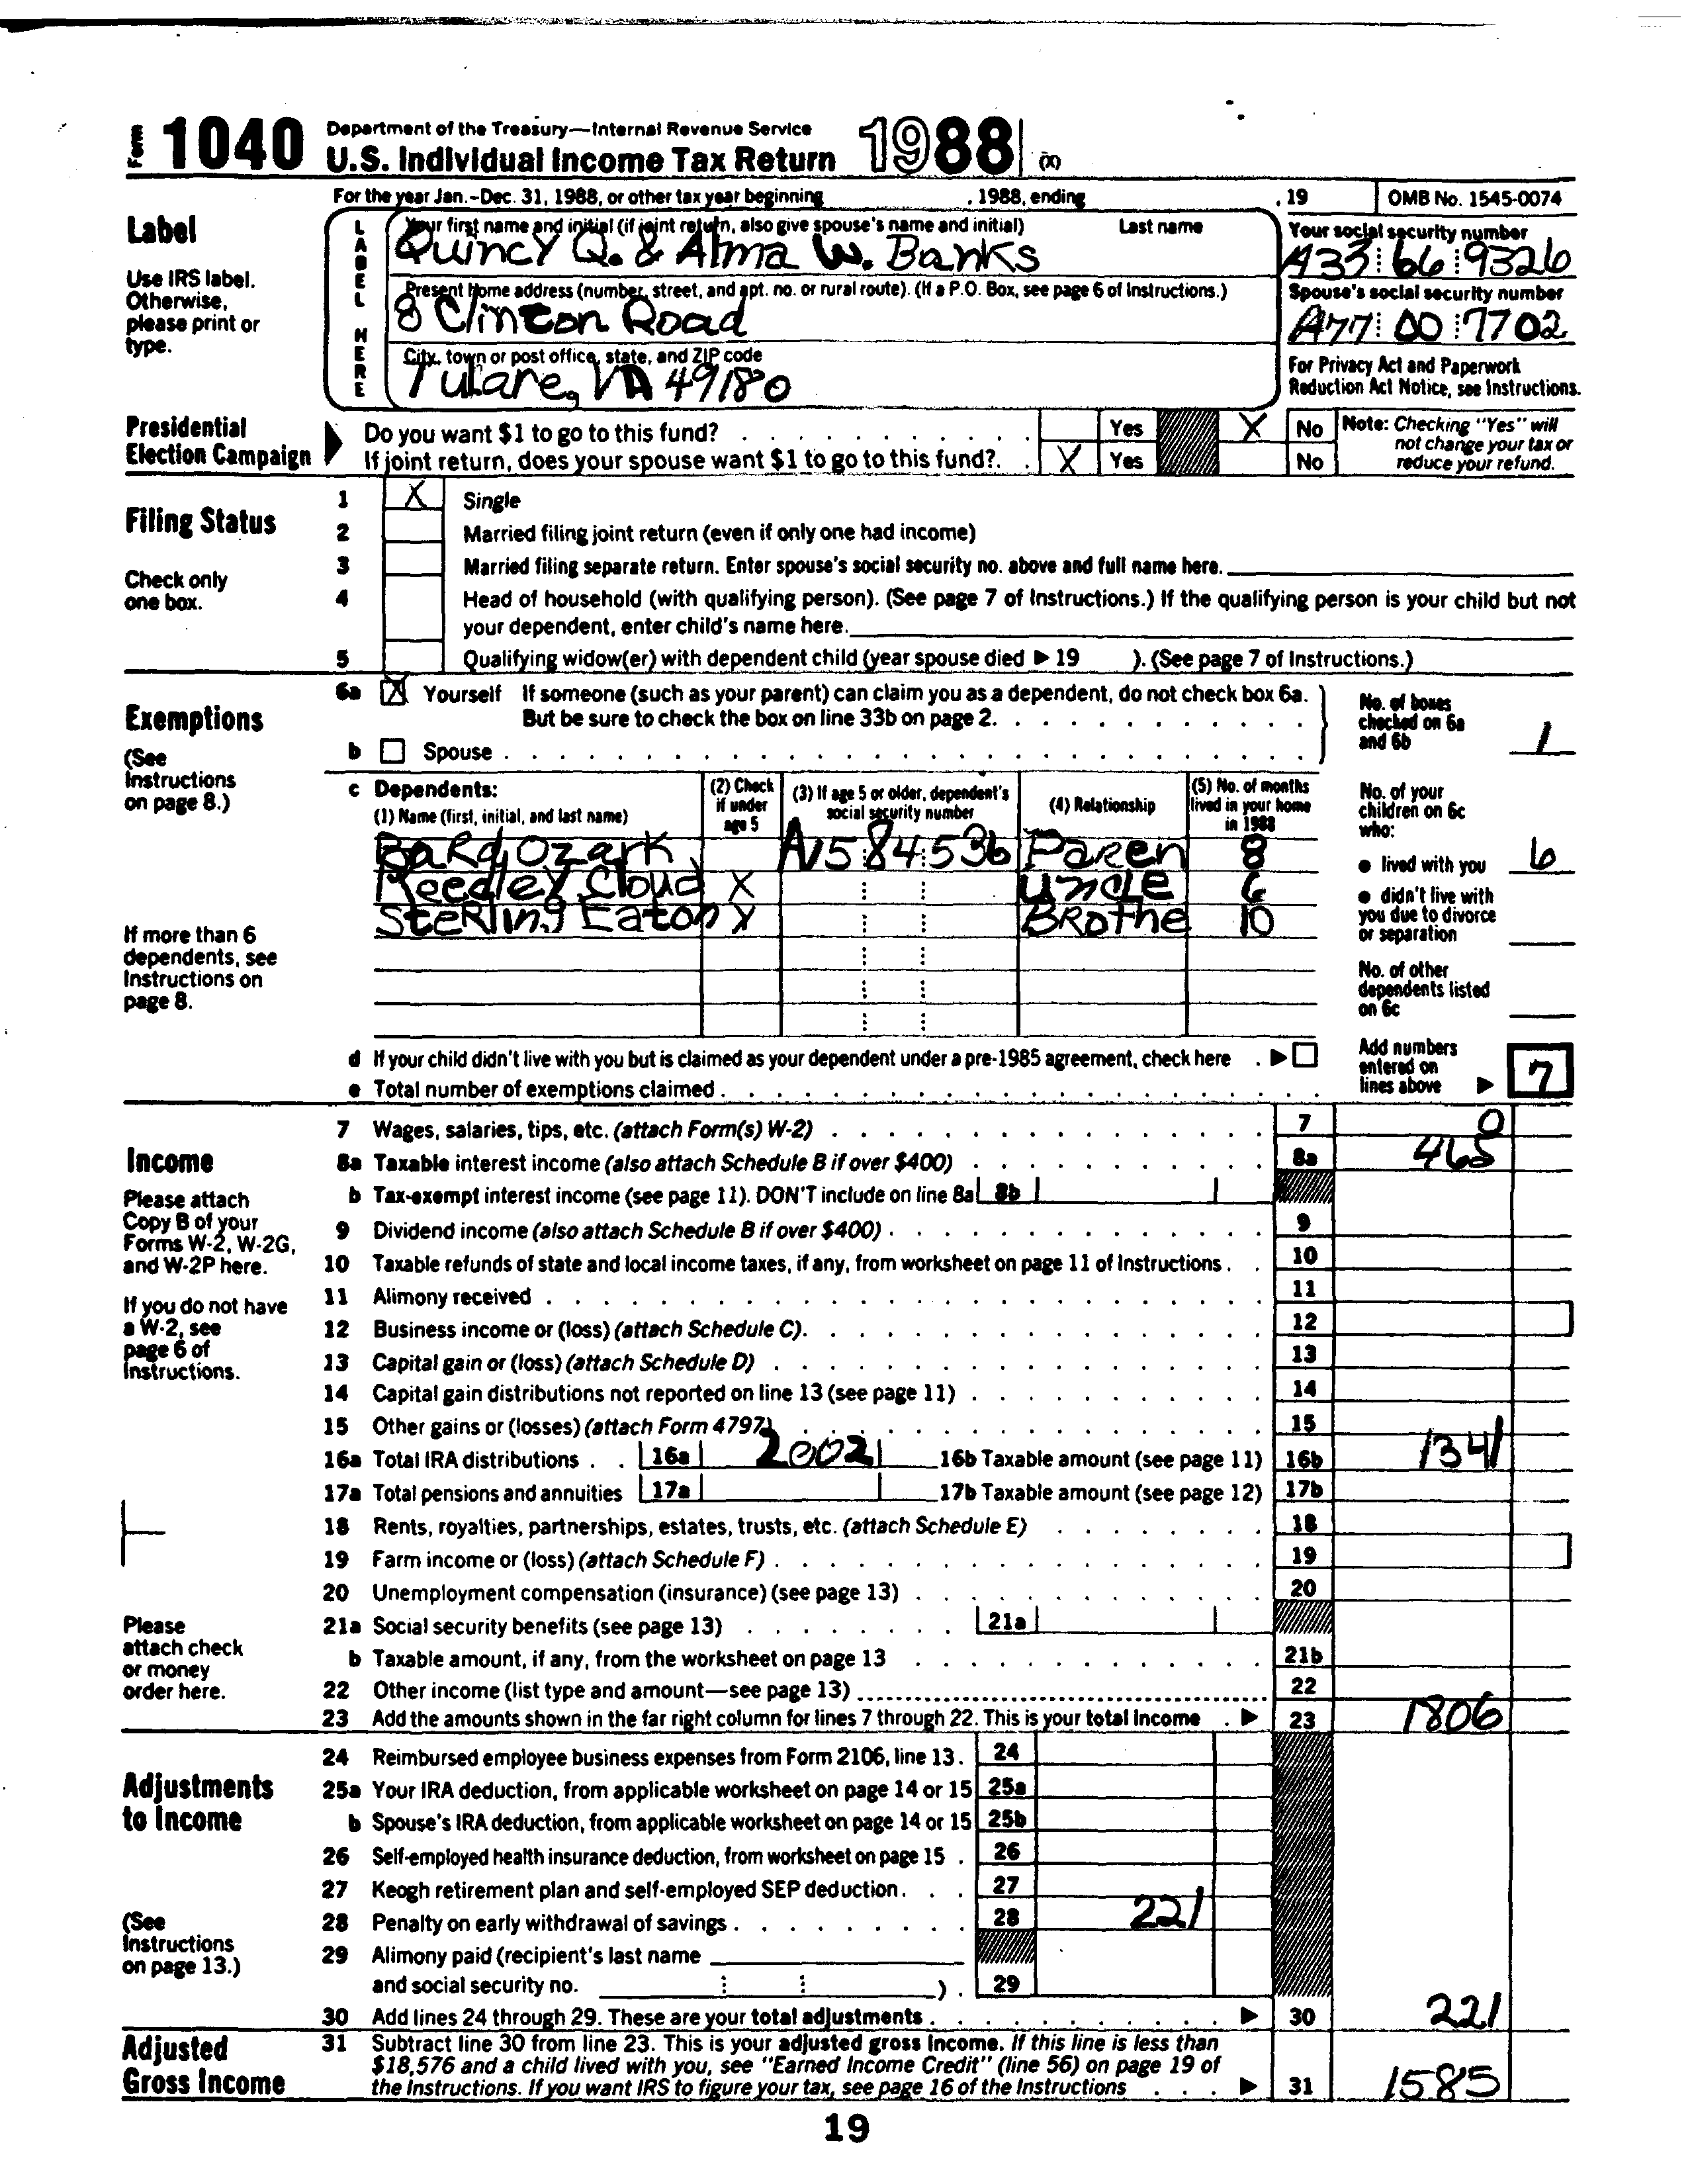 Form 1040 Department of the Treasury—Internal Revenue Service
U.S. Individual Income Tax Return 1988 (X)
For the year Jan.-Dec. 31, 1988, or other tax year beginning , 1988, ending , 19 OMB No. 1545-0074
Label
Use IRS label.
Otherwise,
please print or
type.
LABEL HERE
Your first name and initial (if joint return, also give spouse's name and initial) Last name
Quincy Q. & Alma W. Banks
Present home address (number, street, and apt. no. or rural route). (If a P.O. Box, see page 6 of Instructions.)
8 Clinton Road
City, town or post office, state, and ZIP code
Tulare, VA 49180
Your social security number
A33 66 9326
Spouse's social security number
A77 00 7702
For Privacy Act and Paperwork
Reduction Act Notice, see Instructions.
Presidential
Election Campaign
Do you want $1 to go to this fund? Yes X No
If joint return, does your spouse want $1 to go to this fund? X Yes No
Note: Checking "Yes" will
not change your tax or
reduce your refund.
Filing Status
Check only
one box.
1 X Single
2 Married filing joint return (even if only one had income)
3 Married filing separate return. Enter spouse's social security no. above and full name here.
4 Head of household (with qualifying person). (See page 7 of Instructions.) If the qualifying person is your child but not
your dependent, enter child's name here.
5 Qualifying widow(er) with dependent child (year spouse died ▶ 19 ). (See page 7 of Instructions.)
Exemptions
(See
Instructions
on page 8.)
6a X Yourself If someone (such as your parent) can claim you as a dependent, do not check box 6a.
But be sure to check the box on line 33b on page 2.
b Spouse
No. of boxes
checked on 6a
and 6b 1
c Dependents:
(1) Name (first, initial, and last name)
(2) Check
if under
age 5
(3) If age 5 or older, dependent's
social security number
(4) Relationship
(5) No. of months
lived in your home
in 1988
Bard Ozark A15 84 536 Paren 8
Reedley Cloud X Uncle 6
Sterling Eaton X Brothe 10
If more than 6
dependents, see
Instructions on
page 8.
No. of your
children on 6c
who:
● lived with you 6
● didn't live with
you due to divorce
or separation
No. of other
dependents listed
on 6c
d If your child didn't live with you but is claimed as your dependent under a pre-1985 agreement, check here ▶
e Total number of exemptions claimed
Add numbers
entered on
lines above ▶ 7
Income
Please attach
Copy B of your
Forms W-2, W-2G,
and W-2P here.
If you do not have
a W-2, see
page 6 of
Instructions.
Please
attach check
or money
order here.
7 Wages, salaries, tips, etc. (attach Form(s) W-2) 7 0
8a Taxable interest income (also attach Schedule B if over $400) 8a 465
b Tax-exempt interest income (see page 11). DON'T include on line 8a 8b
9 Dividend income (also attach Schedule B if over $400) 9
10 Taxable refunds of state and local income taxes, if any, from worksheet on page 11 of Instructions 10
11 Alimony received 11
12 Business income or (loss) (attach Schedule C) 12
13 Capital gain or (loss) (attach Schedule D) 13
14 Capital gain distributions not reported on line 13 (see page 11) 14
15 Other gains or (losses) (attach Form 4797) 15
16a Total IRA distributions 16a 2002 16b Taxable amount (see page 11) 16b 1341
17a Total pensions and annuities 17a 17b Taxable amount (see page 12) 17b
18 Rents, royalties, partnerships, estates, trusts, etc. (attach Schedule E) 18
19 Farm income or (loss) (attach Schedule F) 19
20 Unemployment compensation (insurance) (see page 13) 20
21a Social security benefits (see page 13) 21a
b Taxable amount, if any, from the worksheet on page 13 21b
22 Other income (list type and amount—see page 13) 22
23 Add the amounts shown in the far right column for lines 7 through 22. This is your total income ▶ 23 1806
Adjustments
to Income
(See
Instructions
on page 13.)
24 Reimbursed employee business expenses from Form 2106, line 13. 24
25a Your IRA deduction, from applicable worksheet on page 14 or 15 25a
b Spouse's IRA deduction, from applicable worksheet on page 14 or 15 25b
26 Self-employed health insurance deduction, from worksheet on page 15 26
27 Keogh retirement plan and self-employed SEP deduction 27
28 Penalty on early withdrawal of savings 28 221
29 Alimony paid (recipient's last name
and social security no. ) 29
30 Add lines 24 through 29. These are your total adjustments ▶ 30 221
Adjusted
Gross Income
31 Subtract line 30 from line 23. This is your adjusted gross income. If this line is less than
$18,576 and a child lived with you, see "Earned Income Credit" (line 56) on page 19 of
the Instructions. If you want IRS to figure your tax, see page 16 of the Instructions ▶ 31 1585
19